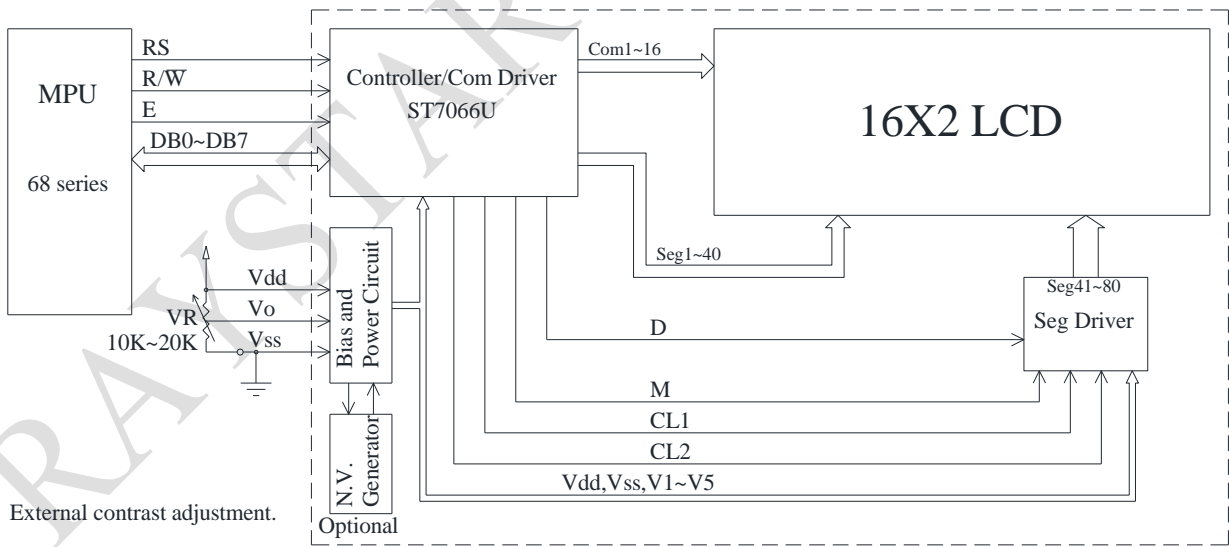 MPU
68 series
RS
R/W̅
E
DB0~DB7
Controller/Com Driver
ST7066U
Com1~16
16X2 LCD
Seg1~40
Seg41~80
Seg Driver
Vdd
Vo
Vss
VR
10K~20K
Bias and
Power Circuit
N.V.
Generator
Optional
D
M
CL1
CL2
Vdd,Vss,V1~V5
External contrast adjustment.
RAYSTAR